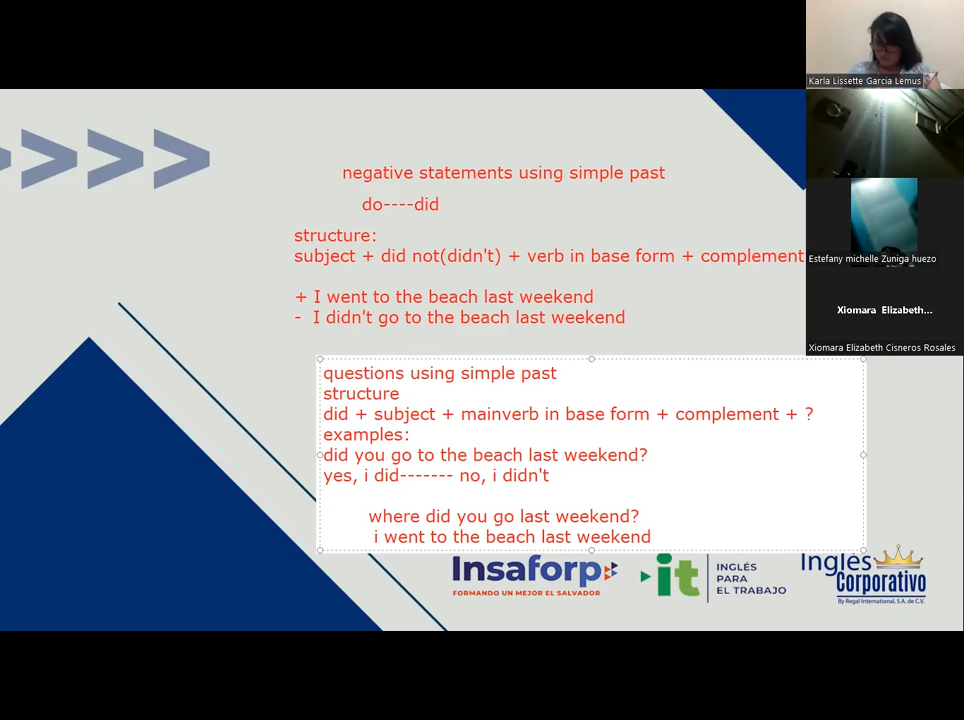 negative statements using simple past
do----did
structure:
subject + did not(didn't) + verb in base form + complement
+ I went to the beach last weekend
- I didn't go to the beach last weekend
questions using simple past
structure
did + subject + mainverb in base form + complement + ?
examples:
did you go to the beach last weekend?
yes, i did------- no, i didn't
where did you go last weekend?
i went to the beach last weekend
Insaforp
FORMANDO UN MEJOR EL SALVADOR
it
INGLÉS
PARA
EL TRABAJO
Inglés
Corporativo
By Regal International, S.A. de C.V.
Karla Lissette Garcia Lemus
Estefany michelle Zuniga huezo
Xiomara Elizabeth...
Xiomara Elizabeth Cisneros Rosales